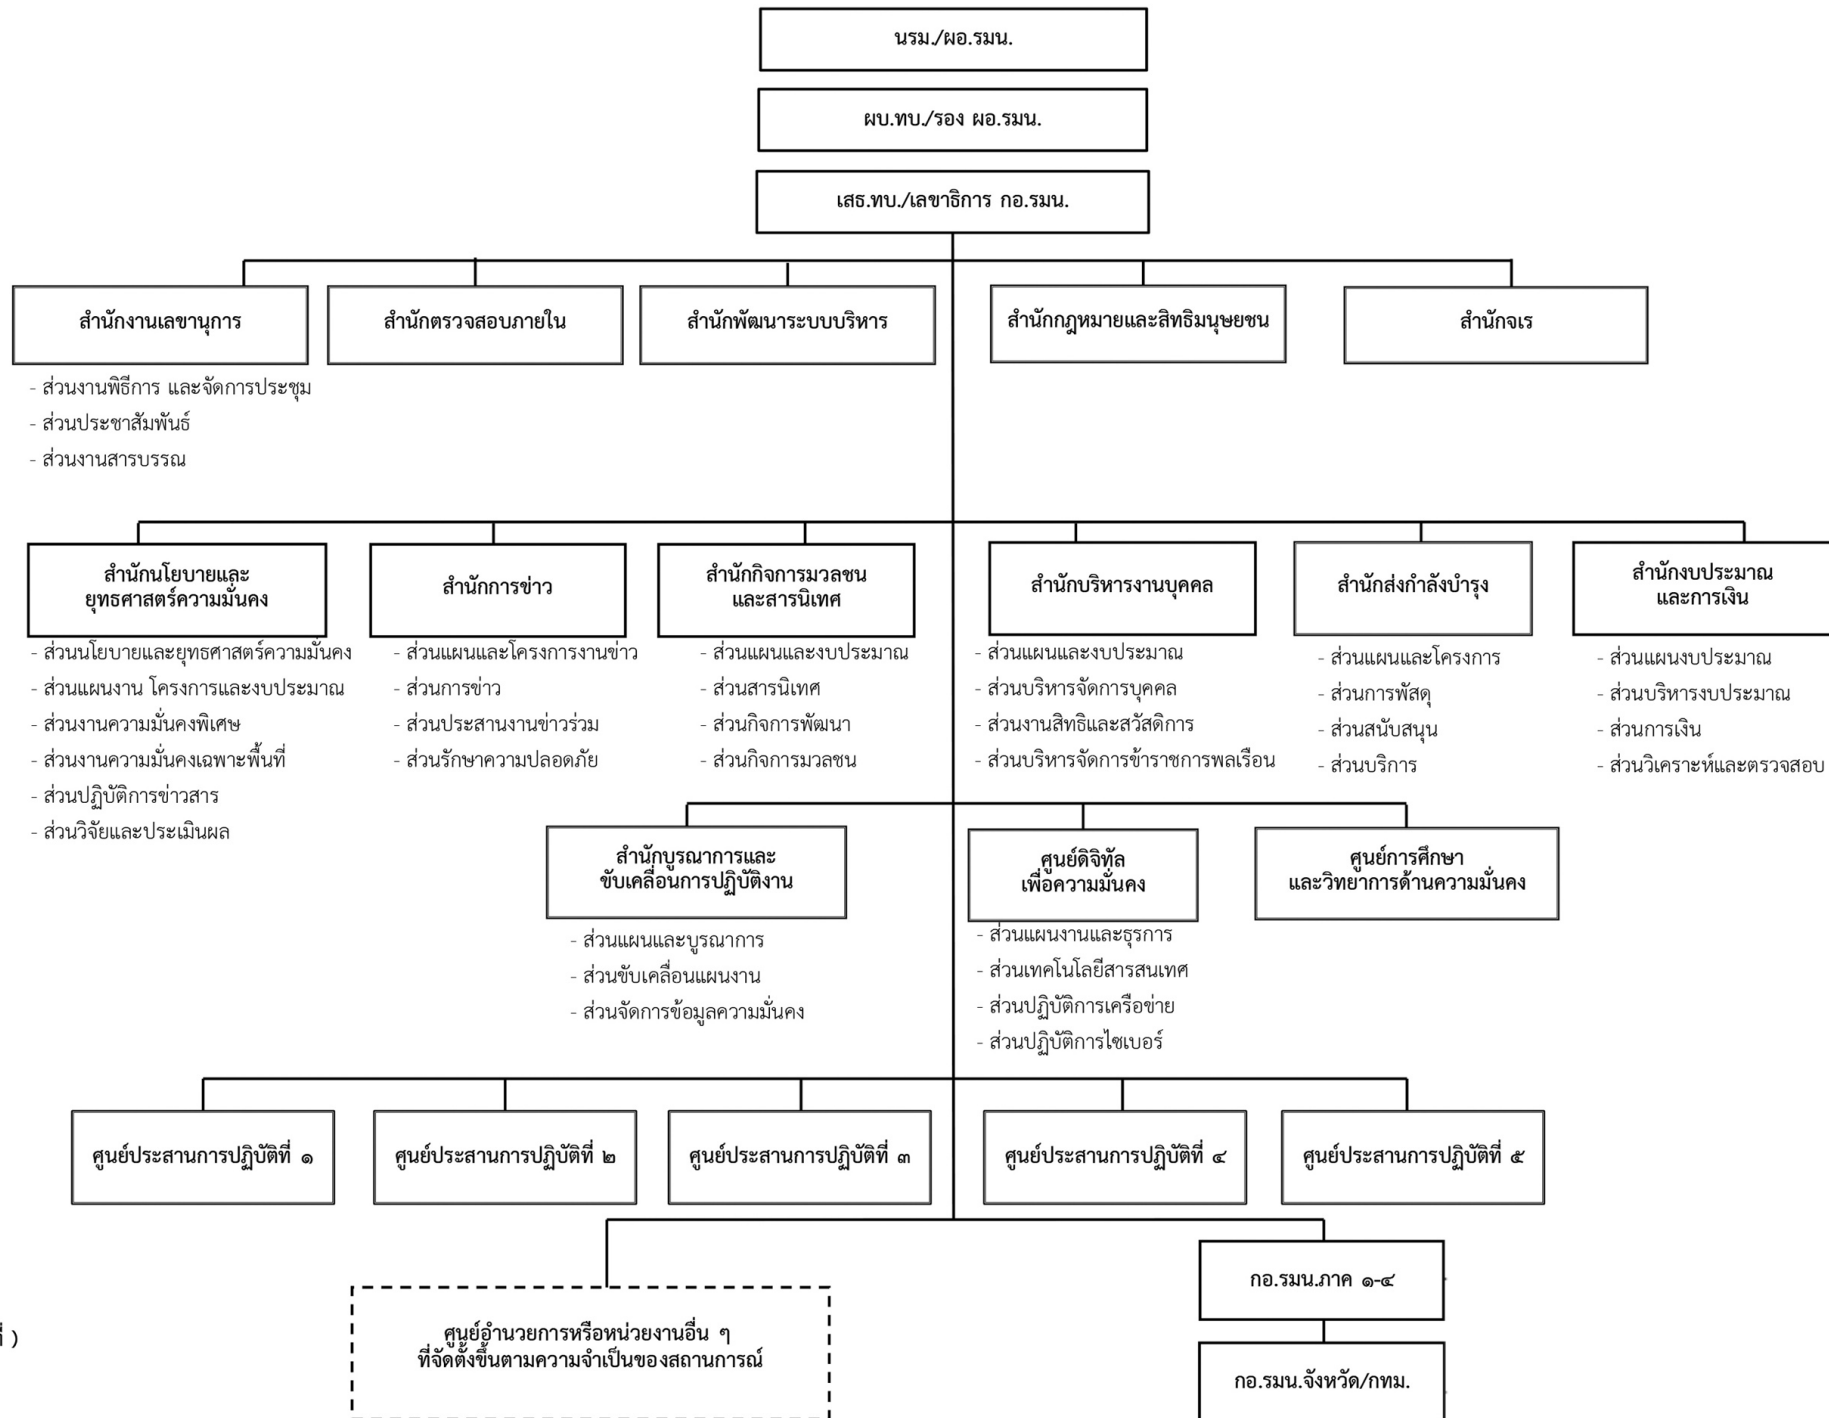 นรม./ผอ.รมน.
ผบ.ทบ./รอง ผอ.รมน.
เสธ.ทบ./เลขาธิการ กอ.รมน.
สำนักงานเลขานุการ
- ส่วนงานพิธีการ และจัดการประชุม
- ส่วนประชาสัมพันธ์
- ส่วนงานสารบรรณ
สำนักตรวจสอบภายใน
สำนักพัฒนาระบบบริหาร
สำนักกฎหมายและสิทธิมนุษยชน
สำนักจเร
สำนักนโยบายและ
ยุทธศาสตร์ความมั่นคง
- ส่วนนโยบายและยุทธศาสตร์ความมั่นคง
- ส่วนแผนงาน โครงการและงบประมาณ
- ส่วนงานความมั่นคงพิเศษ
- ส่วนงานความมั่นคงเฉพาะพื้นที่
- ส่วนปฏิบัติการข่าวสาร
- ส่วนวิจัยและประเมินผล
สำนักการข่าว
- ส่วนแผนและโครงการงานข่าว
- ส่วนการข่าว
- ส่วนประสานงานข่าวร่วม
- ส่วนรักษาความปลอดภัย
สำนักกิจการมวลชน
และสารนิเทศ
- ส่วนแผนและงบประมาณ
- ส่วนสารนิเทศ
- ส่วนกิจการพัฒนา
- ส่วนกิจการมวลชน
สำนักบริหารงานบุคคล
- ส่วนแผนและงบประมาณ
- ส่วนบริหารจัดการบุคคล
- ส่วนงานสิทธิและสวัสดิการ
- ส่วนบริหารจัดการข้าราชการพลเรือน
สำนักส่งกำลังบำรุง
- ส่วนแผนและโครงการ
- ส่วนการพัสดุ
- ส่วนสนับสนุน
- ส่วนบริการ
สำนักงบประมาณ
และการเงิน
- ส่วนแผนงบประมาณ
- ส่วนบริหารงบประมาณ
- ส่วนการเงิน
- ส่วนวิเคราะห์และตรวจสอบ
สำนักบูรณาการและ
ขับเคลื่อนการปฏิบัติงาน
- ส่วนแผนและบูรณาการ
- ส่วนขับเคลื่อนแผนงาน
- ส่วนจัดการข้อมูลความมั่นคง
ศูนย์ดิจิทัล
เพื่อความมั่นคง
- ส่วนแผนงานและธุรการ
- ส่วนเทคโนโลยีสารสนเทศ
- ส่วนปฏิบัติการเครือข่าย
- ส่วนปฏิบัติการไซเบอร์
ศูนย์การศึกษา
และวิทยาการด้านความมั่นคง
ศูนย์ประสานการปฏิบัติที่ ๑
ศูนย์ประสานการปฏิบัติที่ ๒
ศูนย์ประสานการปฏิบัติที่ ๓
ศูนย์ประสานการปฏิบัติที่ ๔
ศูนย์ประสานการปฏิบัติที่ ๕
ศูนย์อำนวยการหรือหน่วยงานอื่น ๆ
ที่จัดตั้งขึ้นตามความจำเป็นของสถานการณ์
กอ.รมน.ภาค ๑-๔
กอ.รมน.จังหวัด/กทม.